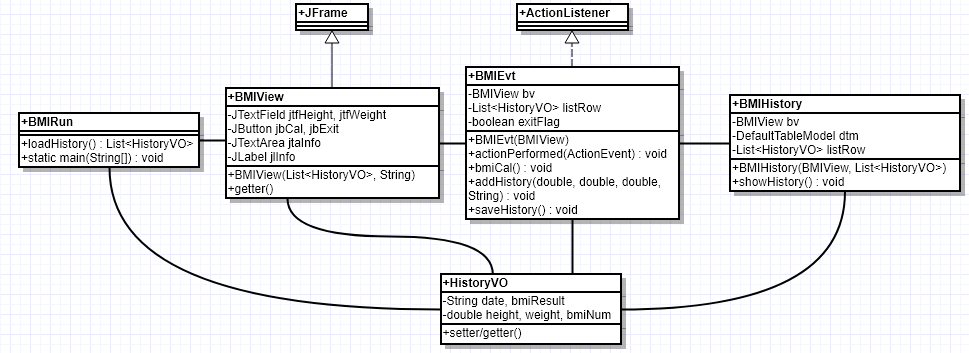 +JFrame
+ActionListener
+BMIRun
+loadHistory() : List<HistoryVO>
+static main(String[]) : void
+BMIView
-JTextField jtfHeight, jtfWeight
-JButton jbCal, jbExit
-JTextArea jtaInfo
-JLabel jlInfo
+BMIView(List<HistoryVO>, String)
+getter()
+BMIEvt
-BMIView bv
-List<HistoryVO> listRow
-boolean exitFlag
+BMIEvt(BMIView)
+actionPerformed(ActionEvent) : void
+bmiCal() : void
+addHistory(double, double, double,
String) : void
+saveHistory() : void
+BMIHistory
-BMIView bv
-DefaultTableModel dtm
-List<HistoryVO> listRow
+BMIHistory(BMIView, List<HistoryVO>)
+showHistory() : void
+HistoryVO
-String date, bmiResult
-double height, weight, bmiNum
+setter/getter()